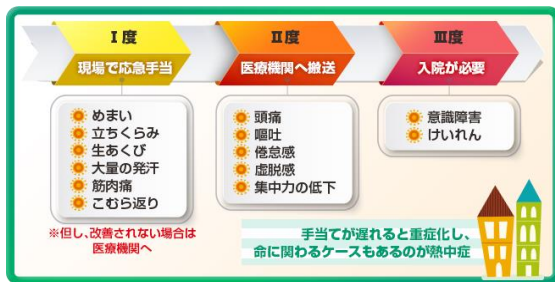 Ⅰ度
現場で応急手当
めまい
立ちくらみ
生あくび
大量の発汗
筋肉痛
こむら返り
※但し、改善されない場合は
医療機関へ
Ⅱ度
医療機関へ搬送
頭痛
嘔吐
倦怠感
虚脱感
集中力の低下
Ⅲ度
入院が必要
意識障害
けいれん
手当てが遅れると重症化し、
命に関わるケースもあるのが熱中症